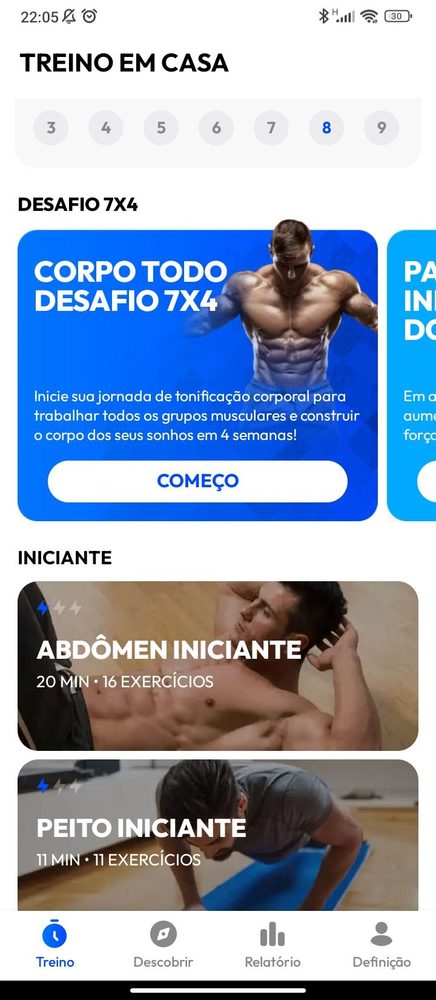 22:05
H
30
TREINO EM CASA
3 4 5 6 7 8 9
DESAFIO 7X4
CORPO TODO
DESAFIO 7X4
Inicie sua jornada de tonificação corporal para
trabalhar todos os grupos musculares e construir
o corpo dos seus sonhos em 4 semanas!
COMEÇO
PA
INI
DO
Em a
aume
força
INICIANTE
ABDÔMEN INICIANTE
20 MIN • 16 EXERCÍCIOS
PEITO INICIANTE
11 MIN • 11 EXERCÍCIOS
Treino Descobrir Relatório Definição